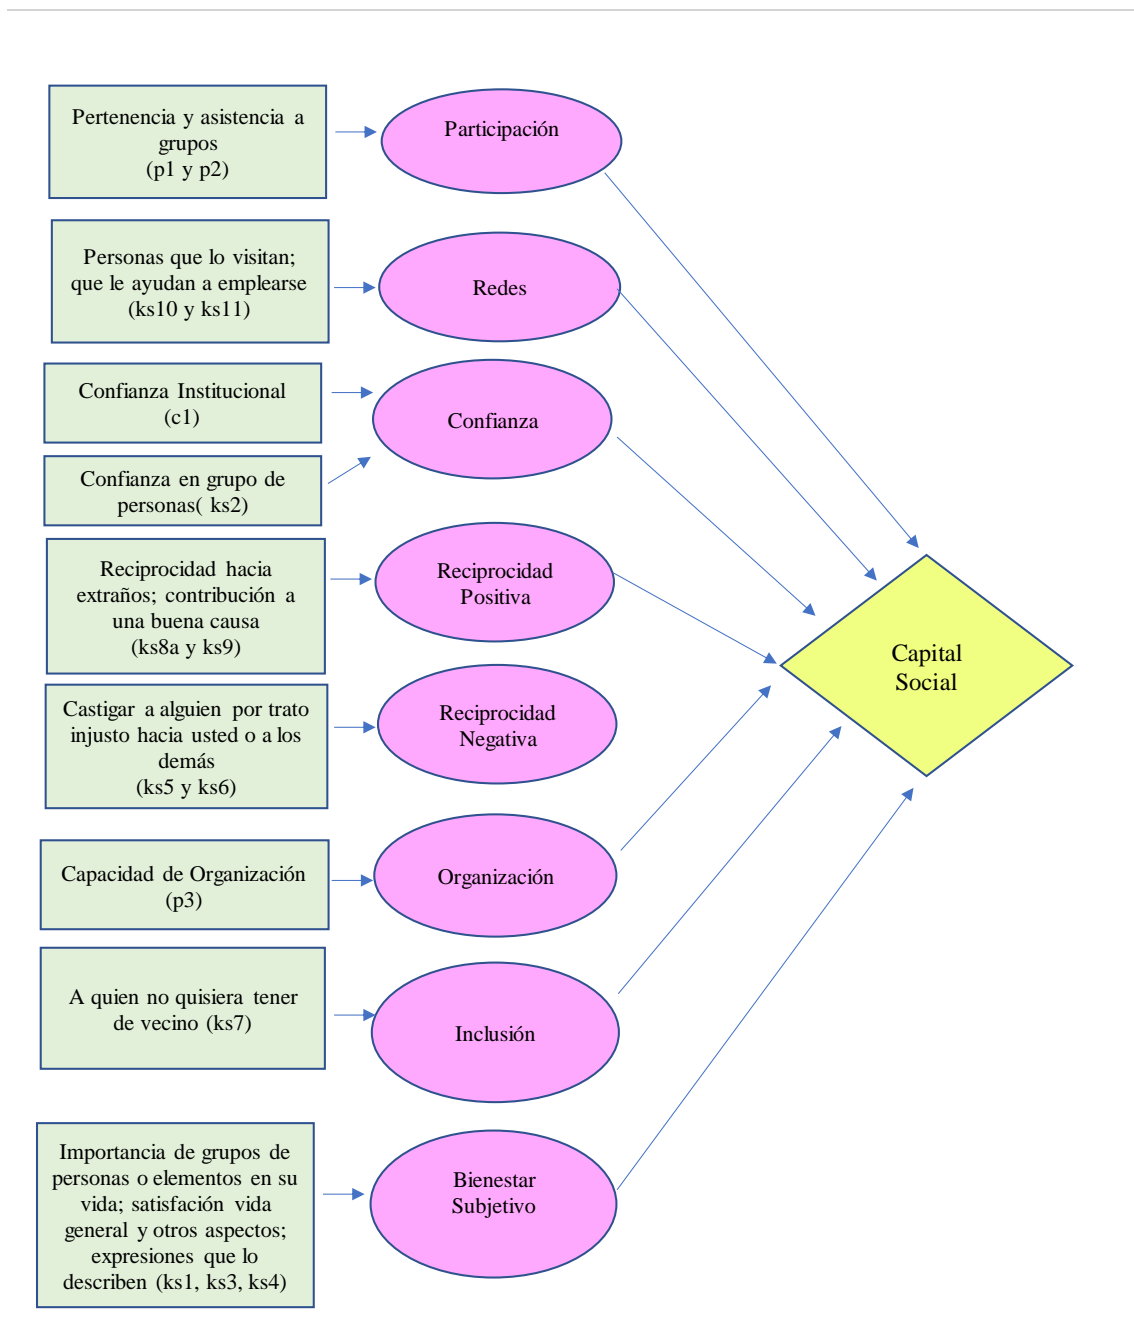 Pertenencia y asistencia a
grupos
(p1 y p2)
Participación
Personas que lo visitan;
que le ayudan a emplearse
(ks10 y ks11)
Redes
Confianza Institucional
(c1)
Confianza
Confianza en grupo de
personas( ks2)
Reciprocidad hacia
extraños; contribución a
una buena causa
(ks8a y ks9)
Reciprocidad
Positiva
Castigar a alguien por trato
injusto hacia usted o a los
demás
(ks5 y ks6)
Reciprocidad
Negativa
Capacidad de Organización
(p3)
Organización
A quien no quisiera tener
de vecino (ks7)
Inclusión
Importancia de grupos de
personas o elementos en su
vida; satisfacción vida
general y otros aspectos;
expresiones que lo
describen (ks1, ks3, ks4)
Bienestar
Subjetivo
Capital
Social